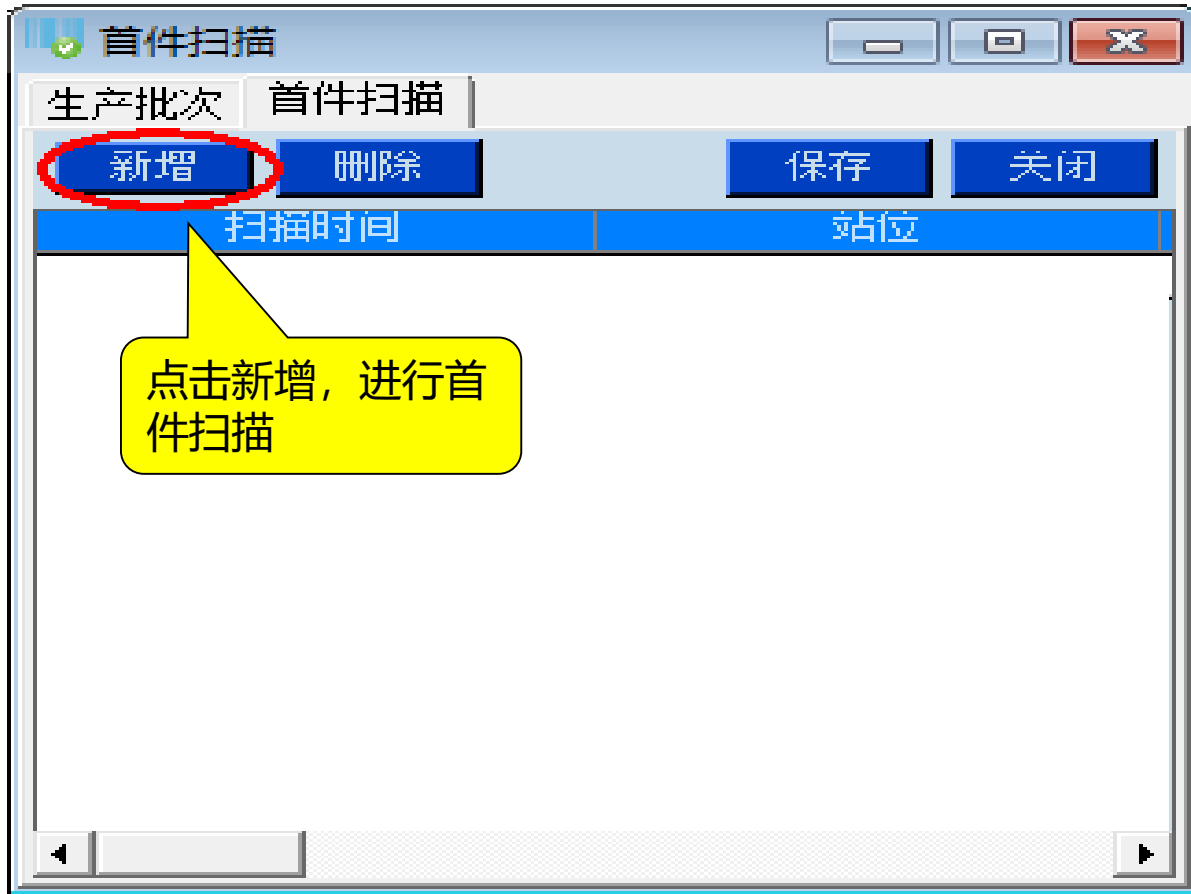 首件扫描
生产批次 首件扫描
新增 删除 保存 关闭
扫描时间 站位
点击新增，进行首
件扫描